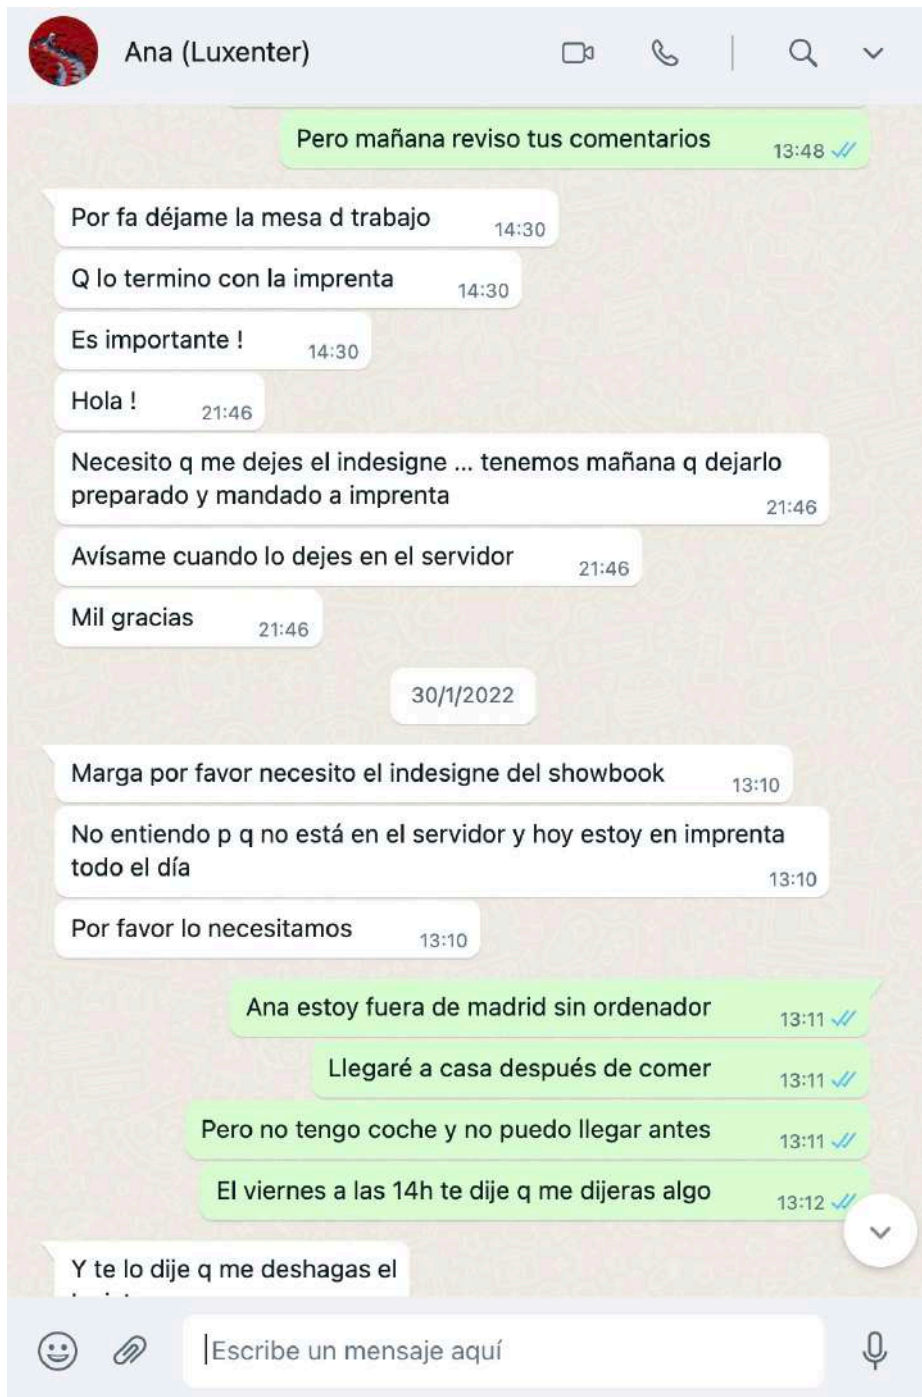 Ana (Luxenter)
Pero mañana reviso tus comentarios
13:48
Por fa déjame la mesa d trabajo
14:30
Q lo termino con la imprenta
14:30
Es importante !
14:30
Hola !
21:46
Necesito q me dejes el indesigne ... tenemos mañana q dejarlo
preparado y mandado a imprenta
21:46
Avísame cuando lo dejes en el servidor
21:46
Mil gracias
21:46
30/1/2022
Marga por favor necesito el indesigne del showbook
13:10
No entiendo p q no está en el servidor y hoy estoy en imprenta
todo el día
13:10
Por favor lo necesitamos
13:10
Ana estoy fuera de madrid sin ordenador
13:11
Llegaré a casa después de comer
13:11
Pero no tengo coche y no puedo llegar antes
13:11
El viernes a las 14h te dije q me dijeras algo
13:12
Y te lo dije q me deshagas el
Escribe un mensaje aquí